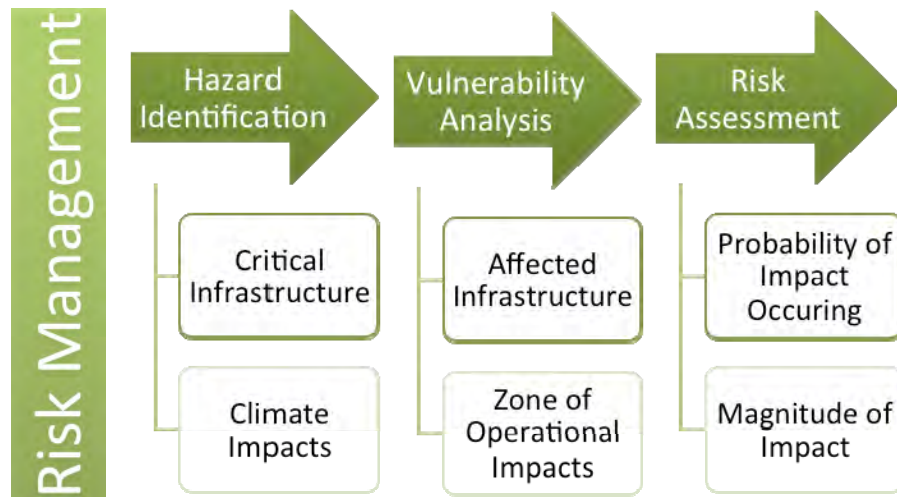 Risk Management
Hazard
Identification
Vulnerability
Analysis
Risk
Assessment
Critical
Infrastructure
Affected
Infrastructure
Probability of
Impact
Occuring
Climate
Impacts
Zone of
Operational
Impacts
Magnitude of
Impact